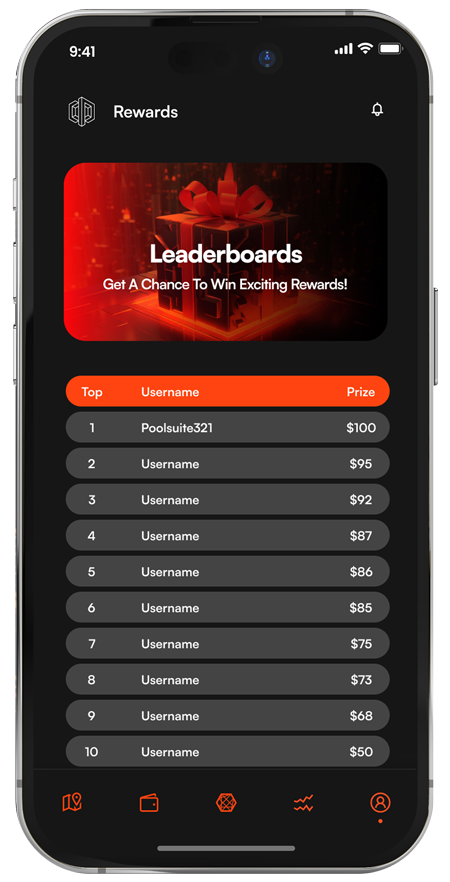 9:41
Rewards
Leaderboards
Get A Chance To Win Exciting Rewards!
Top Username Prize
1 Poolsuite321 $100
2 Username $95
3 Username $92
4 Username $87
5 Username $86
6 Username $85
7 Username $75
8 Username $73
9 Username $68
10 Username $50